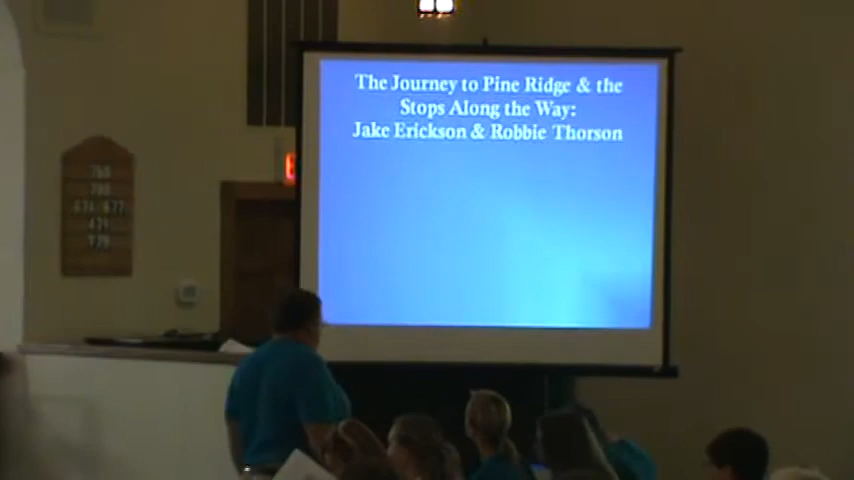 The Journey to Pine Ridge & the
Stops Along the Way:
Jake Erickson & Robbie Thorson